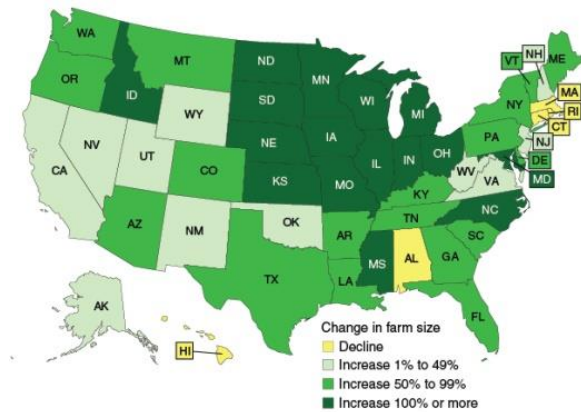 WA
MT
ND
MN
VT
NH
ME
OR
ID
SD
WI
MI
NY
MA
RI
CT
WY
NE
IA
PA
NJ
NV
UT
CO
KS
IL
IN
OH
DE
MD
CA
MO
WV
VA
KY
AZ
NM
OK
AR
TN
NC
SC
TX
LA
MS
AL
GA
FL
AK
HI
Change in farm size
Decline
Increase 1% to 49%
Increase 50% to 99%
Increase 100% or more